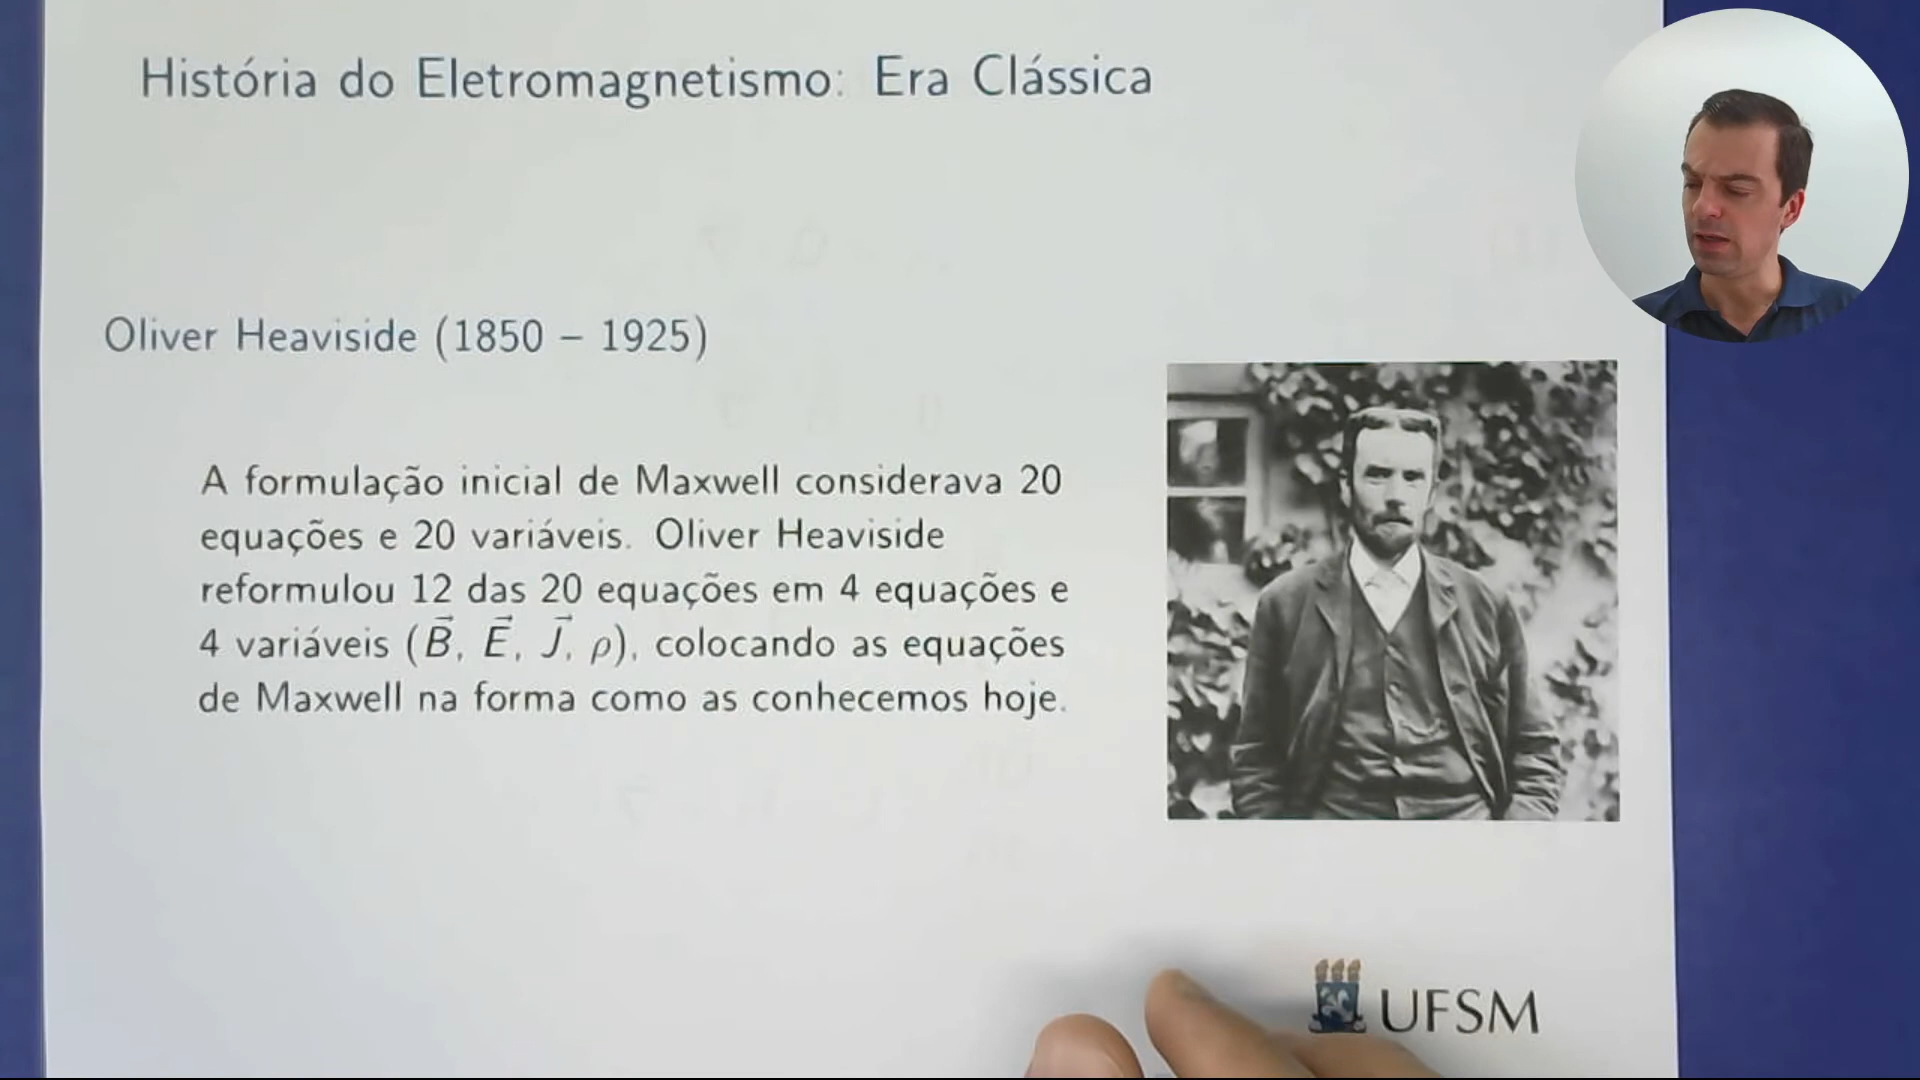 História do Eletromagnetismo: Era Clássica
Oliver Heaviside (1850 – 1925)
A formulação inicial de Maxwell considerava 20
equações e 20 variáveis. Oliver Heaviside
reformulou 12 das 20 equações em 4 equações e
4 variáveis (B⃗, E⃗, J⃗, ρ), colocando as equações
de Maxwell na forma como as conhecemos hoje.
UFSM